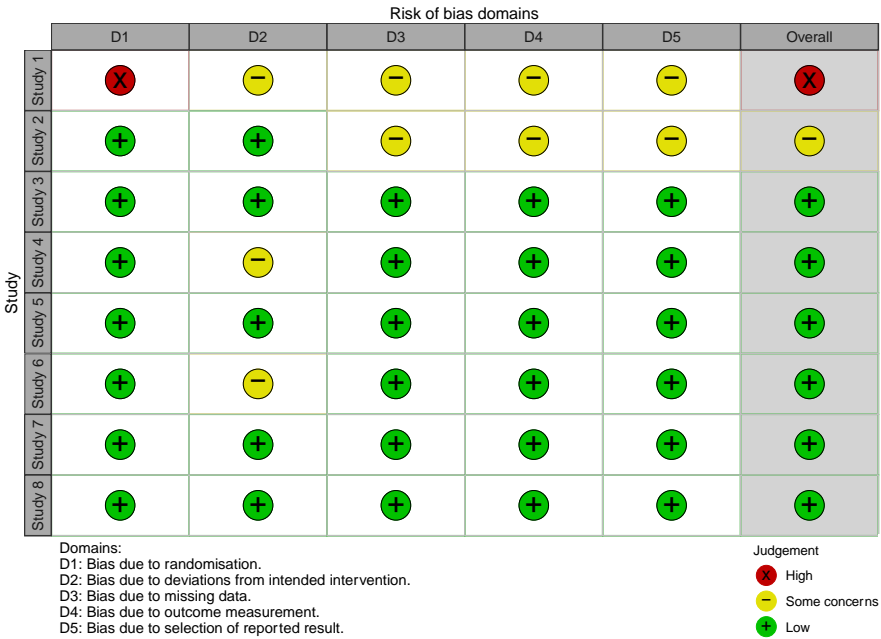 Risk of bias domains
D1 D2 D3 D4 D5 Overall
Study
Study 1 X − − − − X
Study 2 + + − − − −
Study 3 + + + + + +
Study 4 + − + + + +
Study 5 + + + + + +
Study 6 + − + + + +
Study 7 + + + + + +
Study 8 + + + + + +
Domains:
D1: Bias due to randomisation.
D2: Bias due to deviations from intended intervention.
D3: Bias due to missing data.
D4: Bias due to outcome measurement.
D5: Bias due to selection of reported result.
Judgement
X High
− Some concerns
+ Low